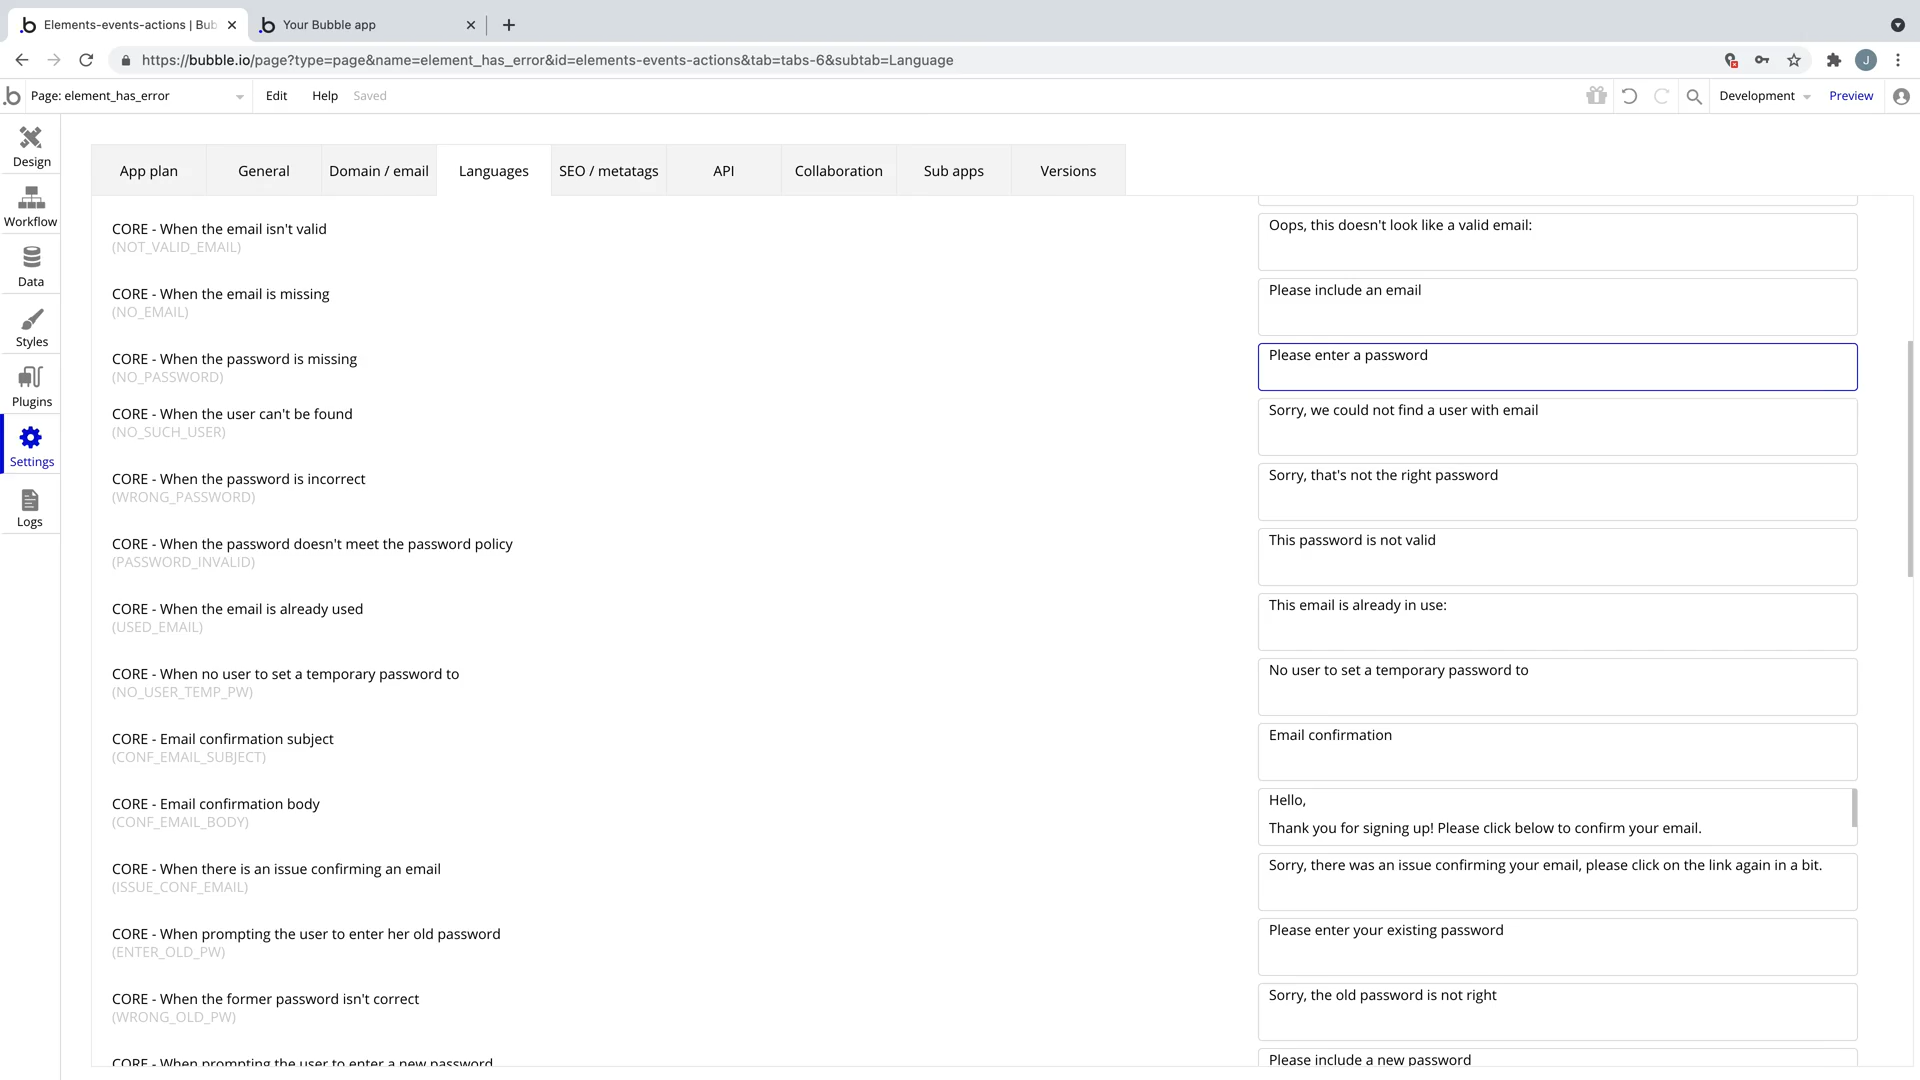 Elements-events-actions | Bub
Your Bubble app
https://bubble.io/page?type=page&name=element_has_error&id=elements-events-actions&tab=tabs-6&subtab=Language
J
Page: element_has_error
Edit
Help
Saved
Development
Preview
Design
Workflow
Data
Styles
Plugins
Settings
Logs
App plan
General
Domain / email
Languages
SEO / metatags
API
Collaboration
Sub apps
Versions
CORE - When the email isn't valid
(NOT_VALID_EMAIL)
Oops, this doesn't look like a valid email:
CORE - When the email is missing
(NO_EMAIL)
Please include an email
CORE - When the password is missing
(NO_PASSWORD)
Please enter a password
CORE - When the user can't be found
(NO_SUCH_USER)
Sorry, we could not find a user with email
CORE - When the password is incorrect
(WRONG_PASSWORD)
Sorry, that's not the right password
CORE - When the password doesn't meet the password policy
(PASSWORD_INVALID)
This password is not valid
CORE - When the email is already used
(USED_EMAIL)
This email is already in use:
CORE - When no user to set a temporary password to
(NO_USER_TEMP_PW)
No user to set a temporary password to
CORE - Email confirmation subject
(CONF_EMAIL_SUBJECT)
Email confirmation
CORE - Email confirmation body
(CONF_EMAIL_BODY)
Hello,
Thank you for signing up! Please click below to confirm your email.
CORE - When there is an issue confirming an email
(ISSUE_CONF_EMAIL)
Sorry, there was an issue confirming your email, please click on the link again in a bit.
CORE - When prompting the user to enter her old password
(ENTER_OLD_PW)
Please enter your existing password
CORE - When the former password isn't correct
(WRONG_OLD_PW)
Sorry, the old password is not right
CORE - When prompting the user to enter a new password
Please include a new password